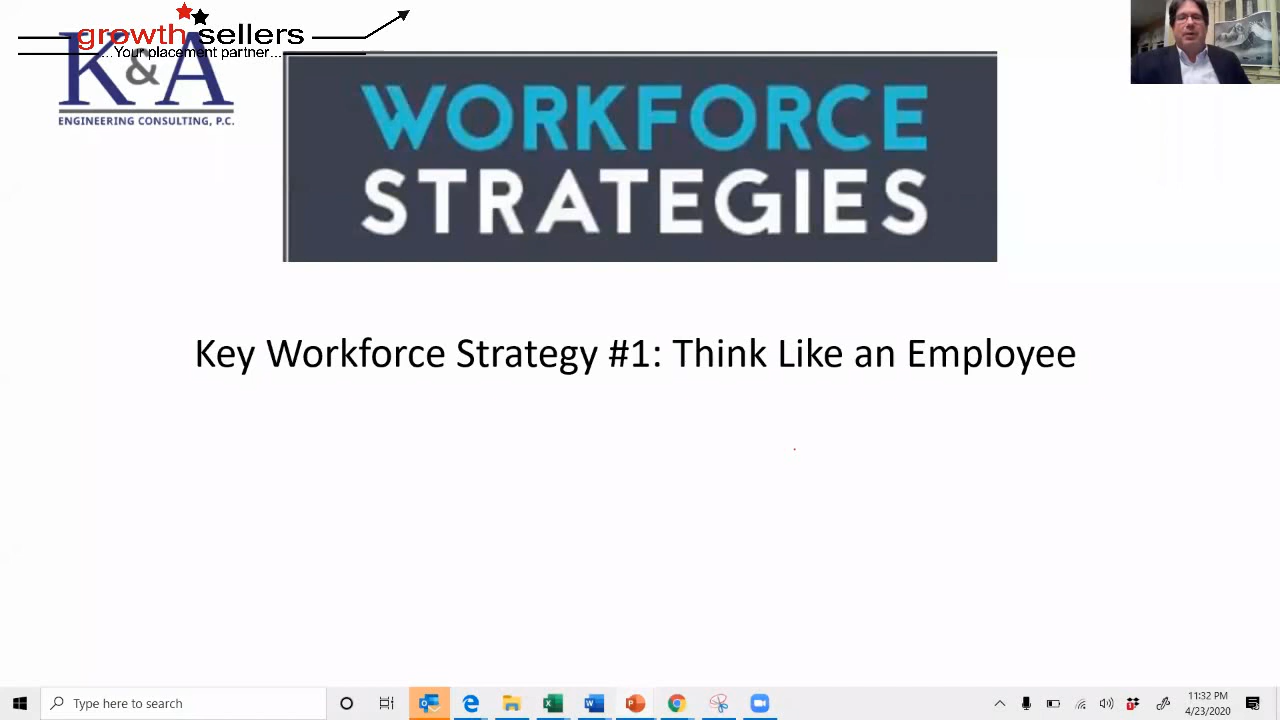 growth sellers
...Your placement partner...
K&A
ENGINEERING CONSULTING, P.C.
WORKFORCE
STRATEGIES
Key Workforce Strategy #1: Think Like an Employee
Type here to search
11:32 PM
4/23/2020